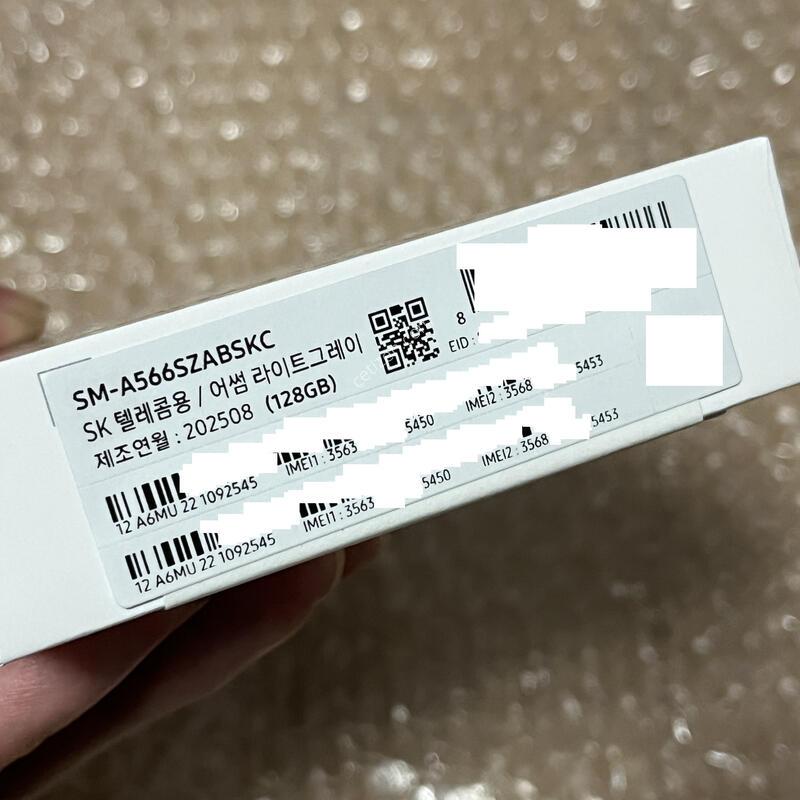 SM-A566SZABSKC
SK 텔레콤용 / 어썸 라이트그레이
제조연월 : 202508 (128GB)
8
EID :
12 A6MU 22 1092545
IMEI1 : 3563 5450
IMEI2 : 3568 5453
12 A6MU 22 1092545
IMEI1 : 3563 5450
IMEI2 : 3568 5453